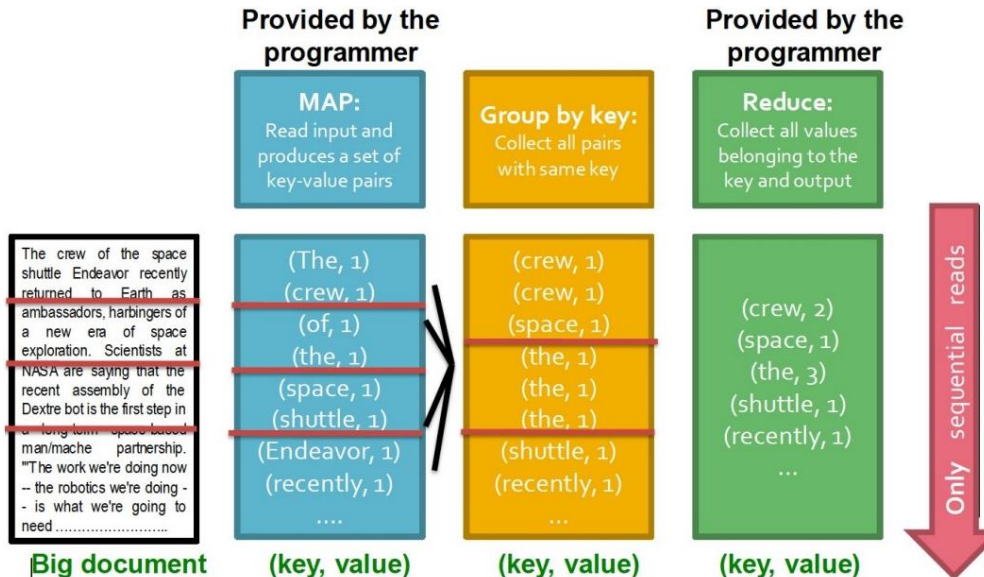 Provided by the
programmer
Provided by the
programmer
MAP:
Read input and
produces a set of
key-value pairs
Group by key:
Collect all pairs
with same key
Reduce:
Collect all values
belonging to the
key and output
The crew of the space
shuttle Endeavor recently
returned to Earth as
ambassadors, harbingers of
a new era of space
exploration. Scientists at
NASA are saying that the
recent assembly of the
Dextre bot is the first step in
a long-term space-based
man/mache partnership.
'"The work we're doing now
-- the robotics we're doing -
- is what we're going to
need ........................
Big document
(The, 1)
(crew, 1)
(of, 1)
(the, 1)
(space, 1)
(shuttle, 1)
(Endeavor, 1)
(recently, 1)
....
(key, value)
(crew, 1)
(crew, 1)
(space, 1)
(the, 1)
(the, 1)
(the, 1)
(shuttle, 1)
(recently, 1)
...
(key, value)
(crew, 2)
(space, 1)
(the, 3)
(shuttle, 1)
(recently, 1)
...
(key, value)
Only sequential reads